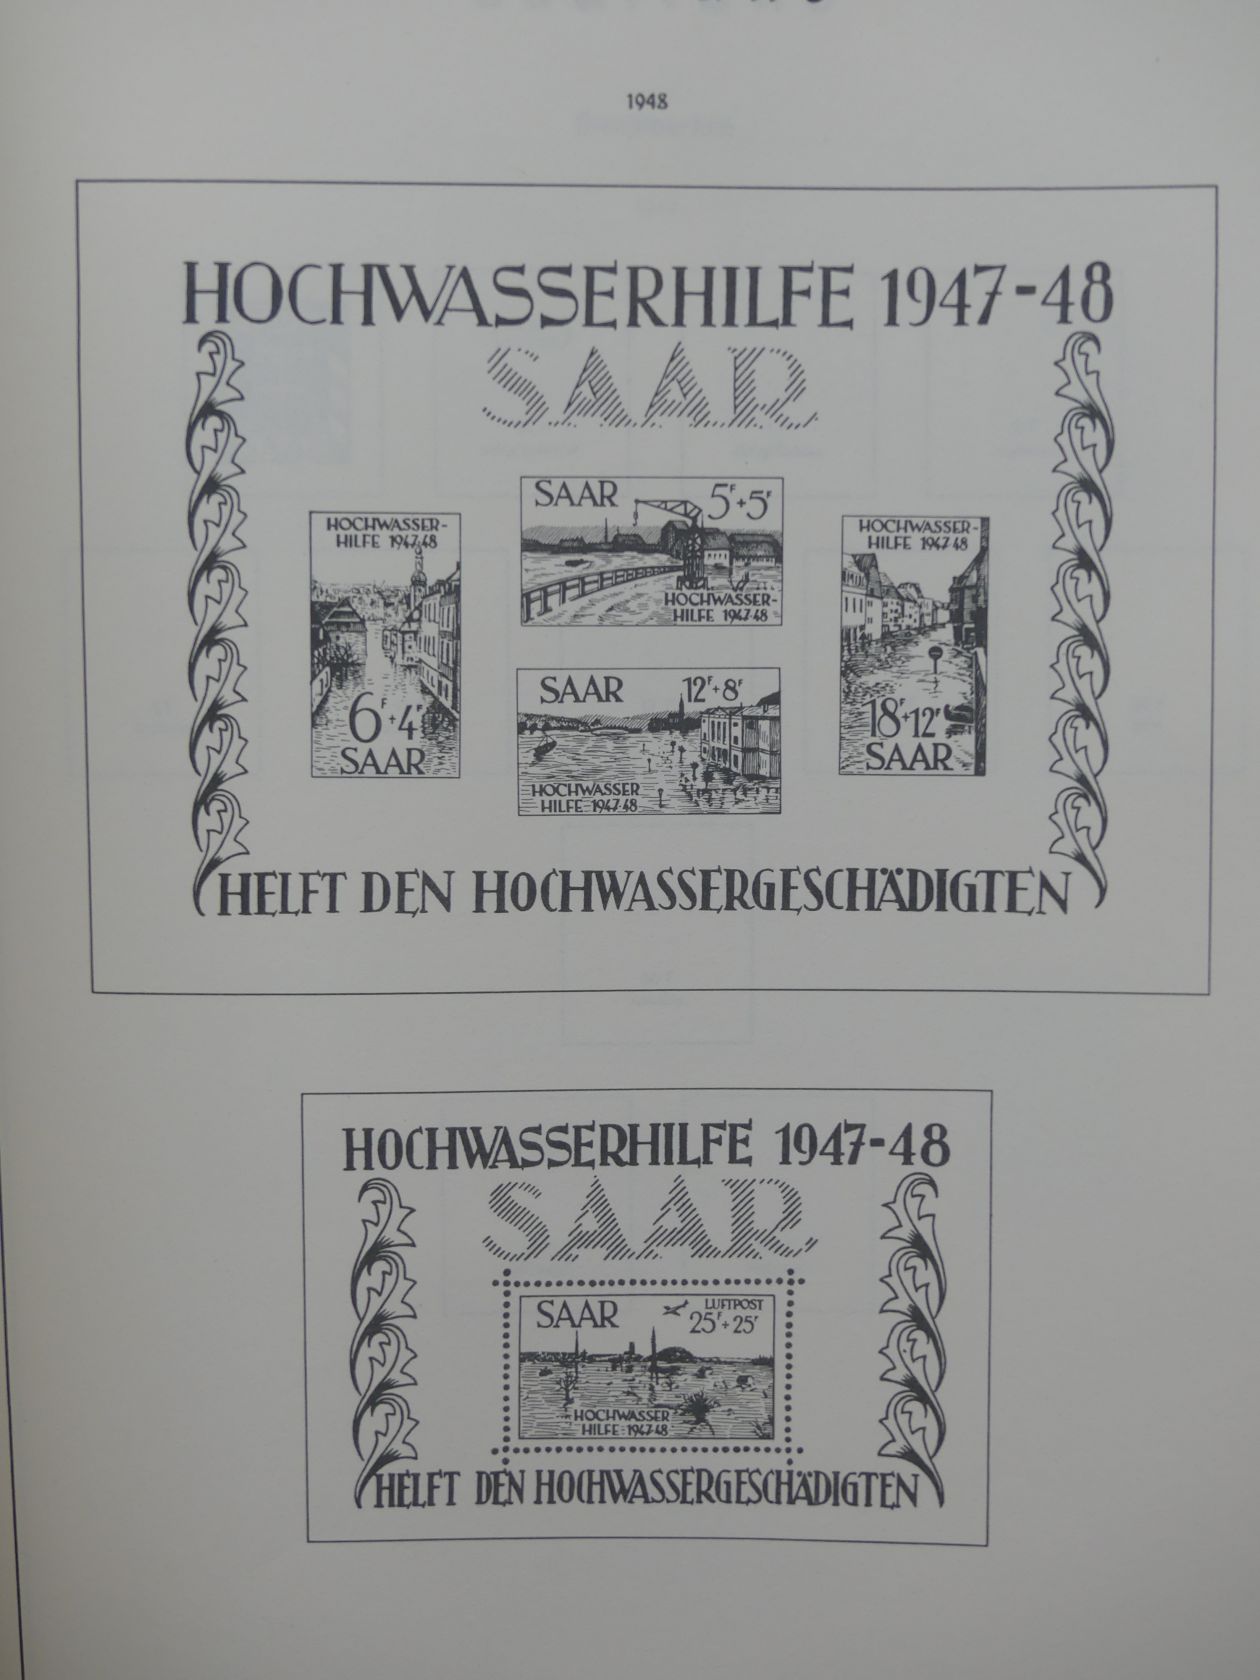 1948
HOCHWASSERHILFE 1947-48
SAAR
SAAR 5F+5F
HOCHWASSER-
HILFE 1947-48
HOCHWASSER-
HILFE 1947-48
6F+4F
SAAR
HOCHWASSER-
HILFE 1947-48
18F+12F
SAAR
SAAR 12F+8F
HOCHWASSER
HILFE 1947-48
HELFT DEN HOCHWASSERGESCHÄDIGTEN
HOCHWASSERHILFE 1947-48
SAAR
SAAR LUFTPOST
25F+25F
HOCHWASSER
HILFE 1947-48
HELFT DEN HOCHWASSERGESCHÄDIGTEN